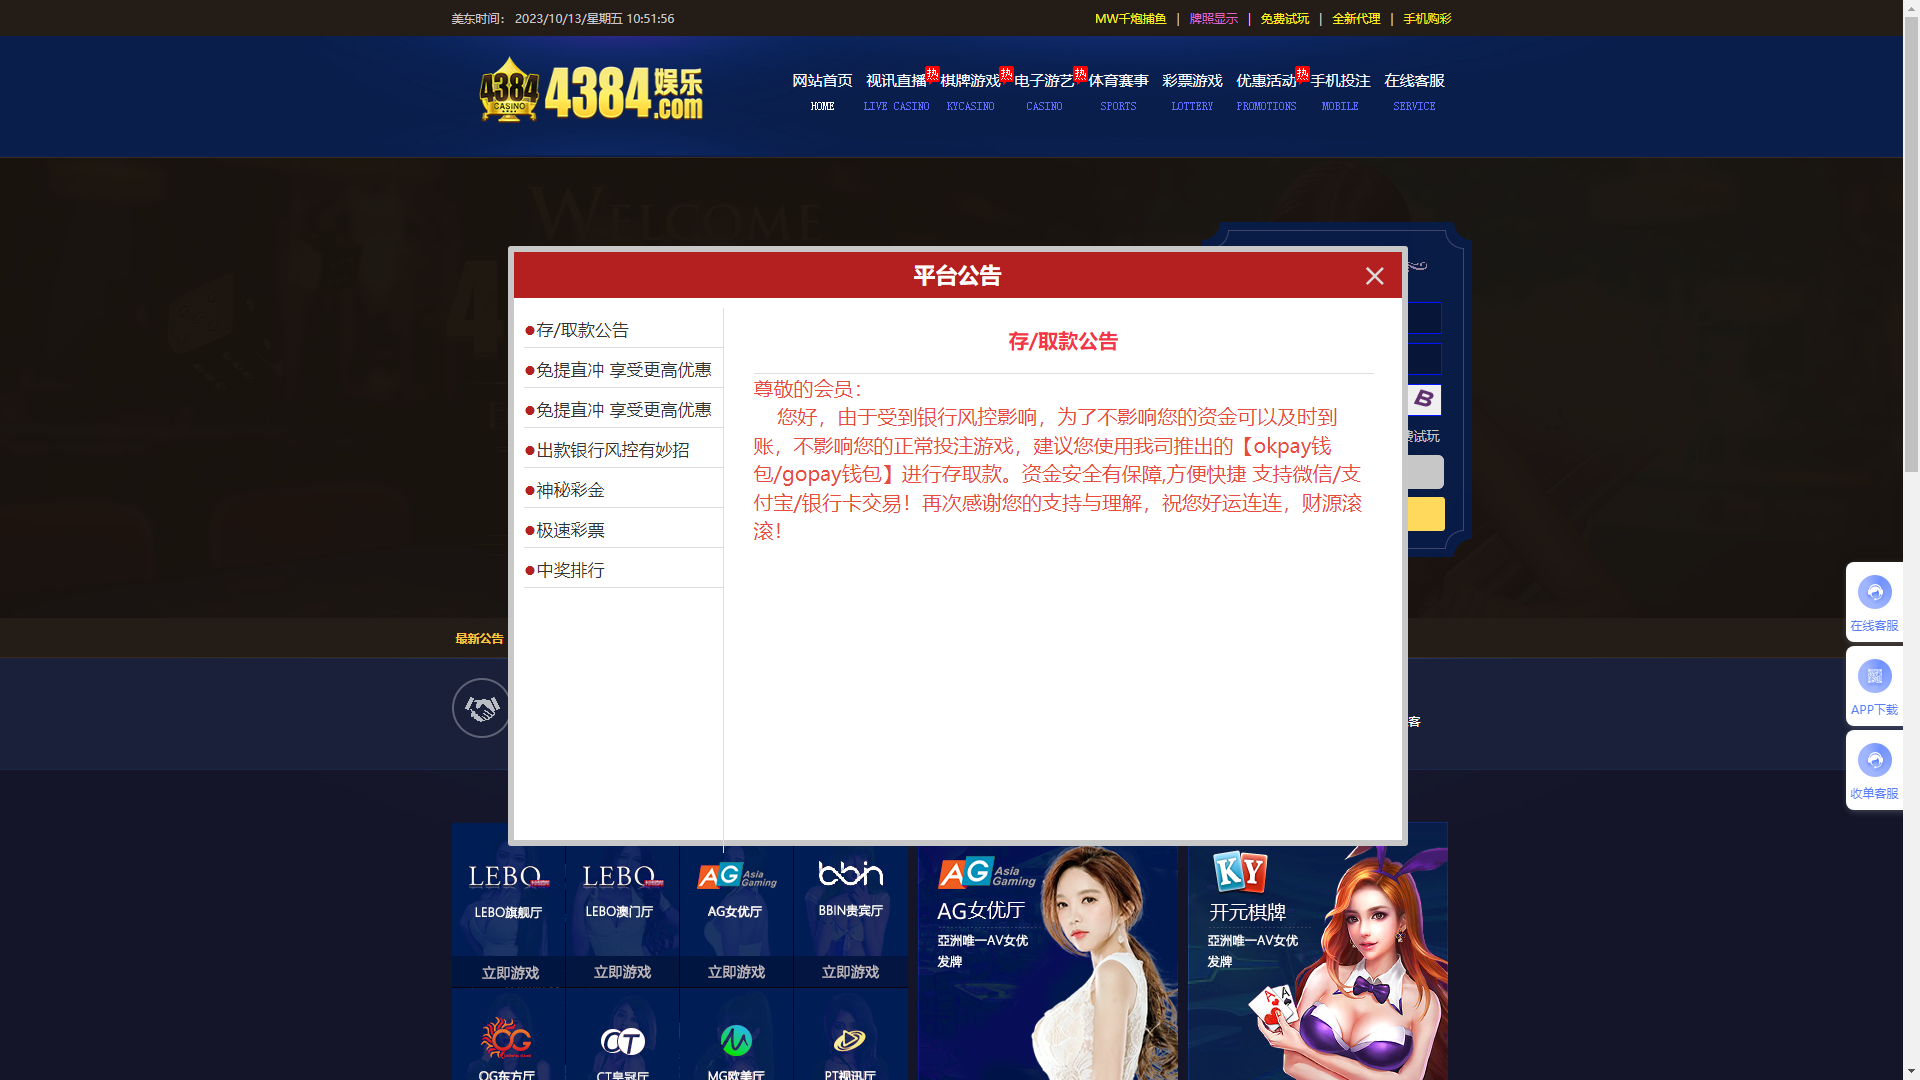 美东时间： 2023/10/13/星期五 10:51:56
MW千炮捕鱼 | 牌照显示 | 免费试玩 | 全新代理 | 手机购彩
4384 CASINO 4384娱乐.com
网站首页 视讯直播热 棋牌游戏热 电子游艺热 体育赛事 彩票游戏 优惠活动热 手机投注 在线客服
HOME LIVE CASINO KYCASINO CASINO SPORTS LOTTERY PROMOTIONS MOBILE SERVICE
WELCOME
平台公告
●存/取款公告
●免提直冲 享受更高优惠
●免提直冲 享受更高优惠
●出款银行风控有妙招
●神秘彩金
●极速彩票
●中奖排行
存/取款公告
尊敬的会员：
您好，由于受到银行风控影响，为了不影响您的资金可以及时到
账，不影响您的正常投注游戏，建议您使用我司推出的【okpay钱
包/gopay钱包】进行存取款。资金安全有保障,方便快捷 支持微信/支
付宝/银行卡交易！再次感谢您的支持与理解，祝您好运连连，财源滚
滚！
B
费试玩
最新公告
客
在线客服
APP下载
收单客服
LEBO LEBO AG Asia Gaming bbin
LEBO旗舰厅 LEBO澳门厅 AG女优厅 BBIN贵宾厅
立即游戏 立即游戏 立即游戏 立即游戏
OG CT
OG东方厅 CT皇冠厅 MG欧美厅 PT视讯厅
AG Asia Gaming
AG女优厅
亞洲唯一AV女优
发牌
KY
开元棋牌
亞洲唯一AV女优
发牌